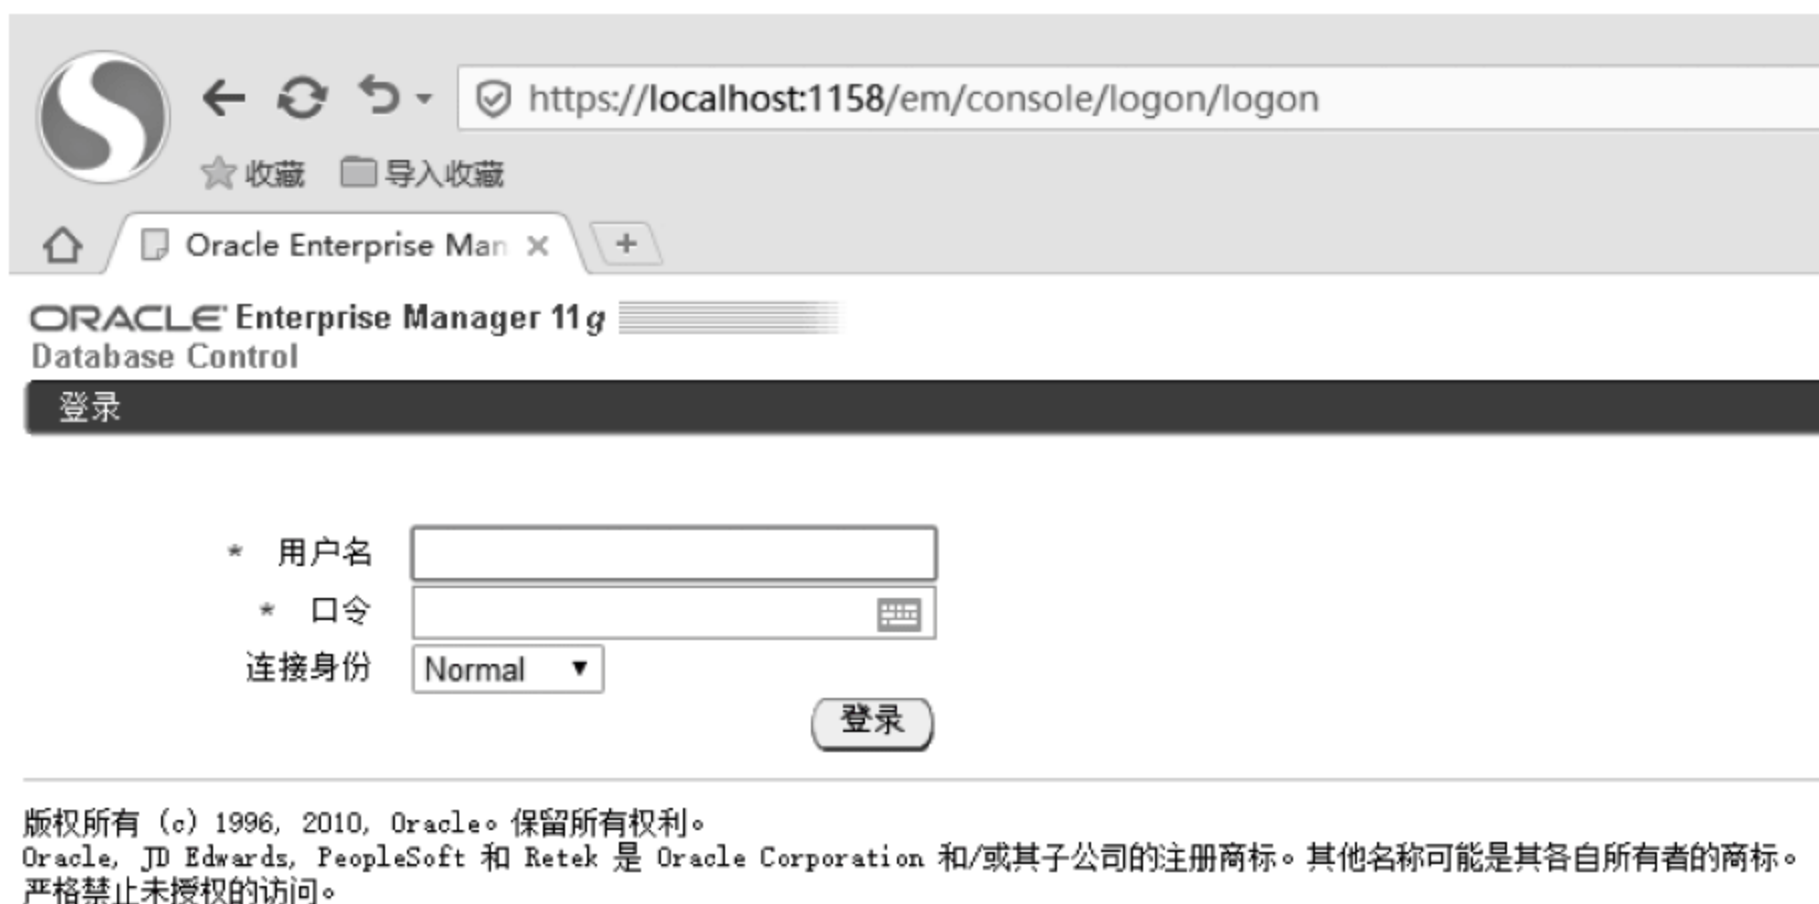 https://localhost:1158/em/console/logon/logon
收藏 导入收藏
Oracle Enterprise Man
ORACLE Enterprise Manager 11g
Database Control
登录
* 用户名
* 口令
连接身份 Normal
登录
版权所有 (c) 1996, 2010, Oracle。保留所有权利。
Oracle, JD Edwards, PeopleSoft 和 Retek 是 Oracle Corporation 和/或其子公司的注册商标。其他名称可能是其各自所有者的商标。
严格禁止未授权的访问。